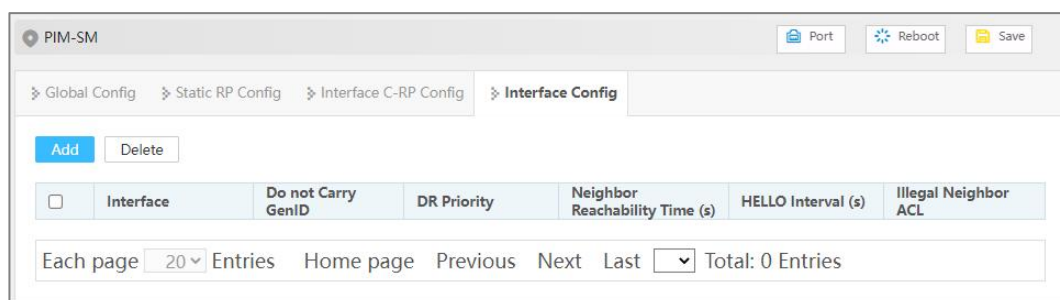 PIM-SM Port Reboot Save
Global Config Static RP Config Interface C-RP Config Interface Config
Add Delete
Interface Do not Carry GenID DR Priority Neighbor Reachability Time (s) HELLO Interval (s) Illegal Neighbor ACL
Each page 20 Entries Home page Previous Next Last Total: 0 Entries